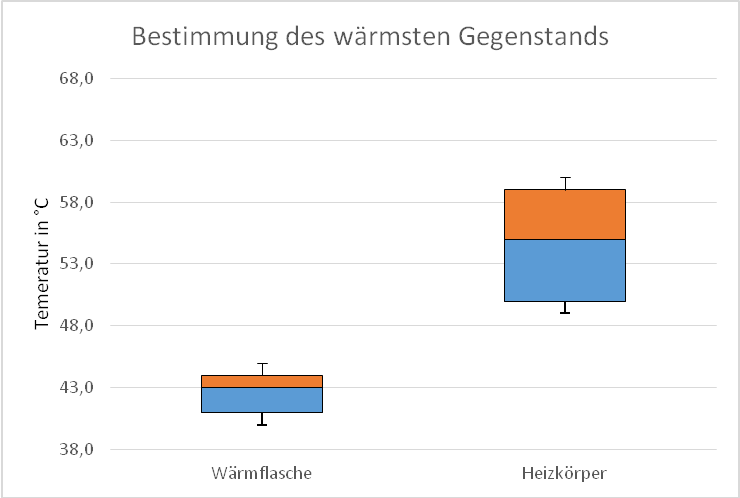 Bestimmung des wärmsten Gegenstands
68,0
63,0
58,0
53,0
48,0
43,0
38,0
Temeratur in °C
Wärmflasche
Heizkörper